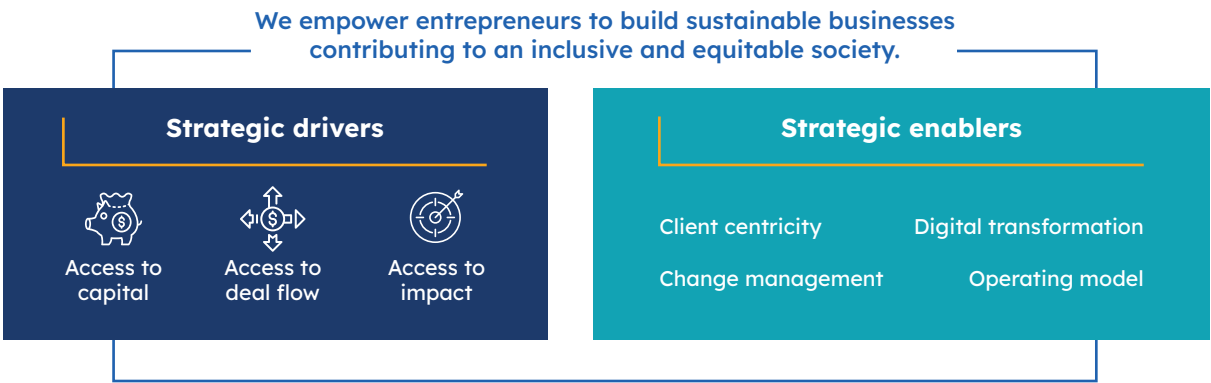 We empower entrepreneurs to build sustainable businesses
contributing to an inclusive and equitable society.
Strategic drivers
Access to
capital
Access to
deal flow
Access to
impact
Strategic enablers
Client centricity
Digital transformation
Change management
Operating model